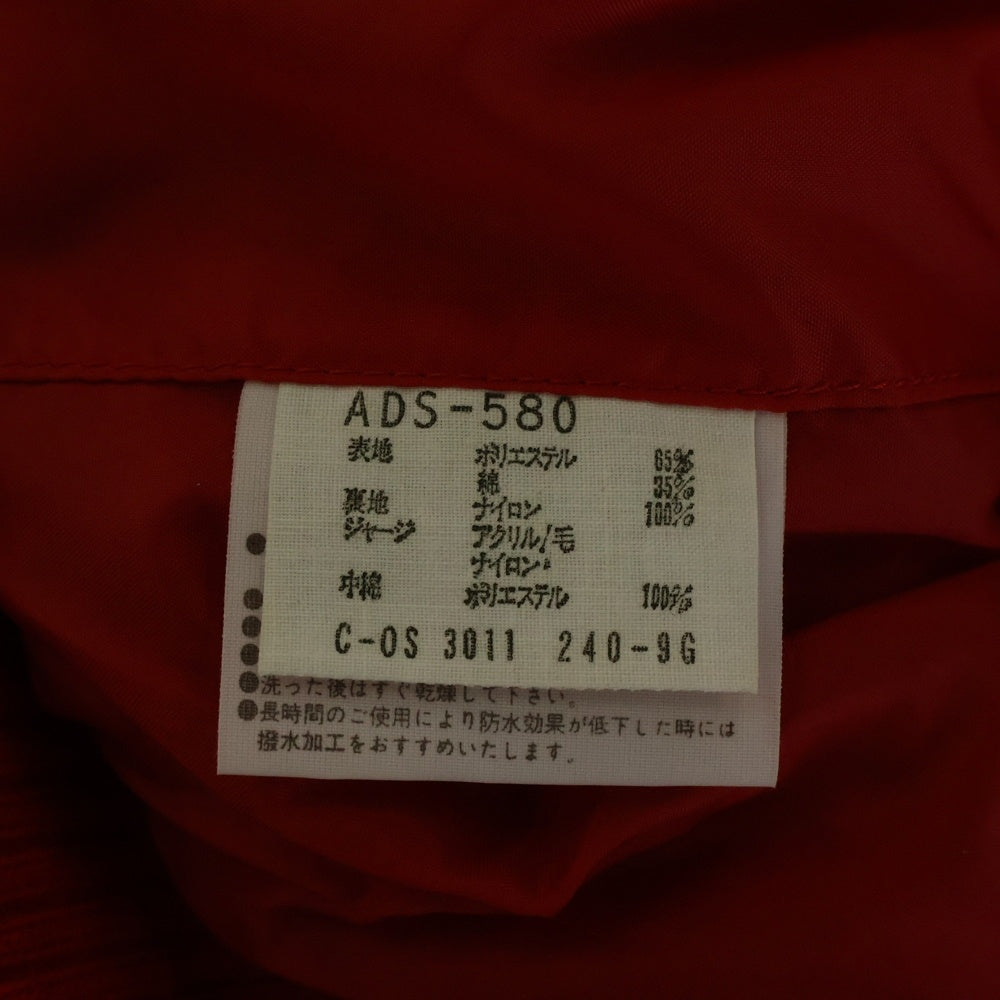 ADS-580
表地 ポリエステル 65%
綿 35%
裏地 ナイロン 100%
ジャージ アクリル/毛
ナイロン
中綿 ポリエステル 100%
C-OS 3011 240-9G
●洗った後はすぐ乾燥して下さい。
●長時間のご使用により防水効果が低下した時には
撥水加工をおすすめいたします。